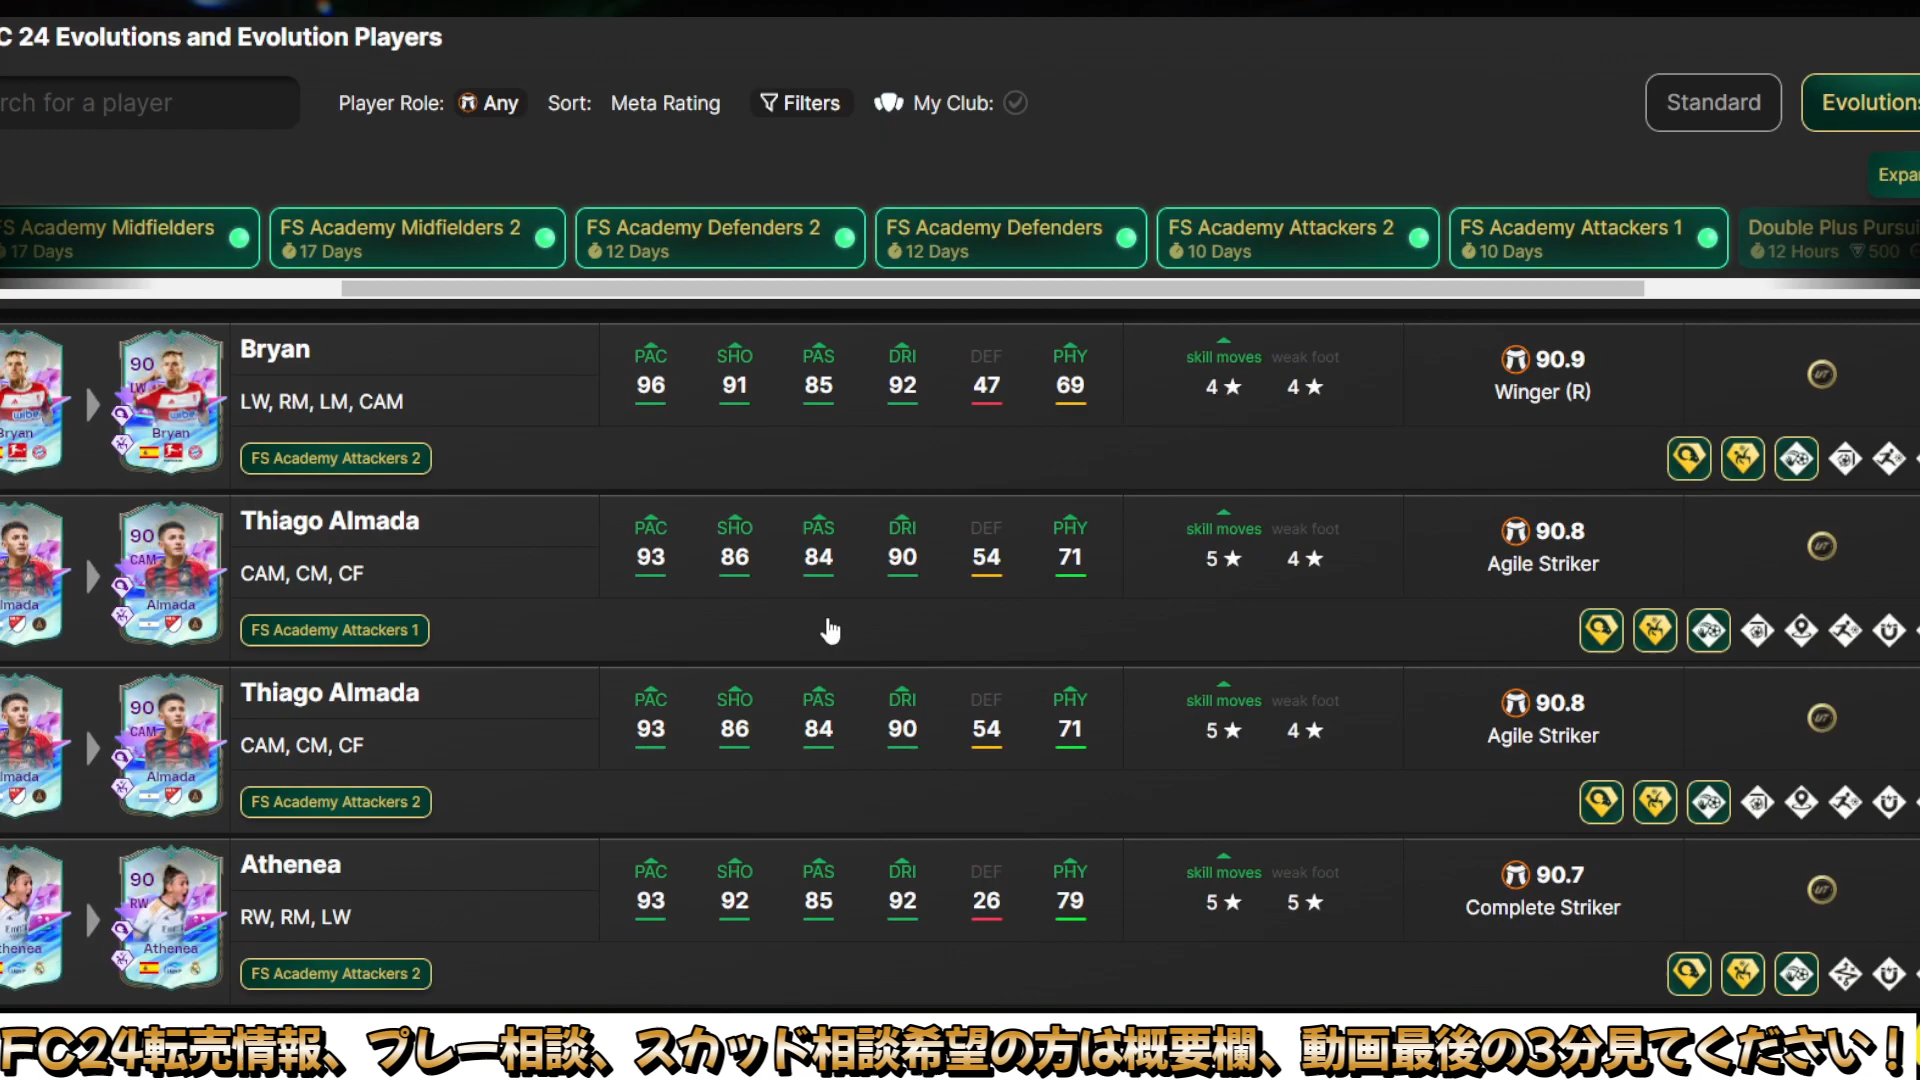 C 24 Evolutions and Evolution Players
rch for a player
Player Role: Any Sort: Meta Rating Filters My Club:
Standard
Evolutions
Expan
FS Academy Midfielders
17 Days
FS Academy Midfielders 2
17 Days
FS Academy Defenders 2
12 Days
FS Academy Defenders
12 Days
FS Academy Attackers 2
10 Days
FS Academy Attackers 1
10 Days
Double Plus Pursui
12 Hours 500
Bryan
90
LW
Bryan
Bryan
LW, RM, LM, CAM
PAC SHO PAS DRI DEF PHY
96 91 85 92 47 69
skill moves weak foot
4 ★ 4 ★
90.9
Winger (R)
FS Academy Attackers 2
lmada
90
CAM
Almada
Thiago Almada
CAM, CM, CF
PAC SHO PAS DRI DEF PHY
93 86 84 90 54 71
skill moves weak foot
5 ★ 4 ★
90.8
Agile Striker
FS Academy Attackers 1
lmada
90
CAM
Almada
Thiago Almada
CAM, CM, CF
PAC SHO PAS DRI DEF PHY
93 86 84 90 54 71
skill moves weak foot
5 ★ 4 ★
90.8
Agile Striker
FS Academy Attackers 2
thenea
90
RW
Athenea
Athenea
RW, RM, LW
PAC SHO PAS DRI DEF PHY
93 92 85 92 26 79
skill moves weak foot
5 ★ 5 ★
90.7
Complete Striker
FS Academy Attackers 2
FC24転売情報、プレー相談、スカッド相談希望の方は概要欄、動画最後の3分見てください！